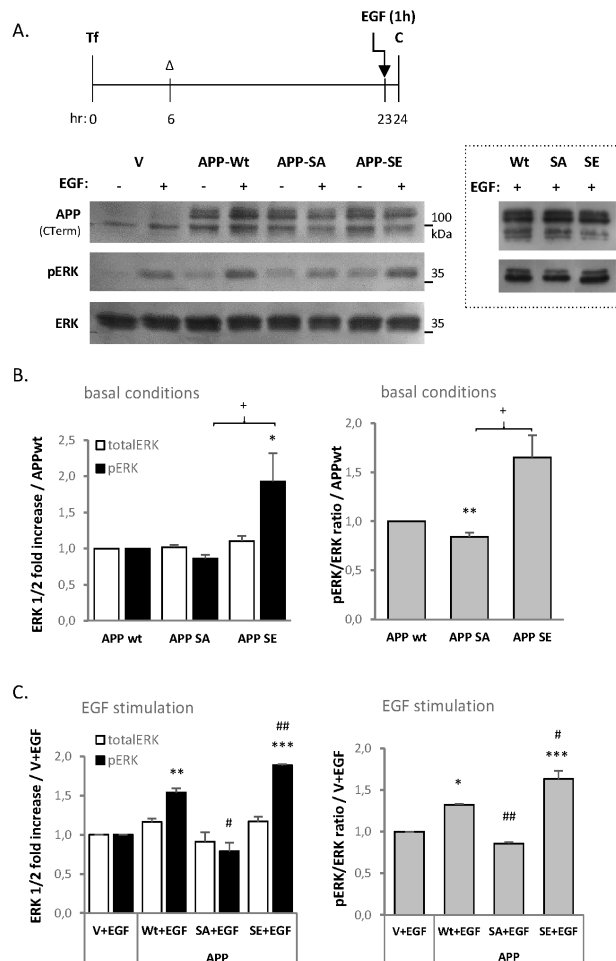 A.
EGF (1h)
Tf C
Δ
hr: 0 6 23 24
V APP-Wt APP-SA APP-SE
EGF: - + - + - + - +
APP
(CTerm)
100
kDa
pERK
35
ERK
35
Wt SA SE
EGF: + + +
B.
basal conditions
ERK 1/2 fold increase / APPwt
2,5
2,0
1,5
1,0
0,5
0,0
totalERK
pERK
+
*
APP wt APP SA APP SE
basal conditions
pERK/ERK ratio / APPwt
2,0
1,5
1,0
0,5
0,0
+
**
APP wt APP SA APP SE
C.
EGF stimulation
ERK 1/2 fold increase / V+EGF
2,0
1,5
1,0
0,5
0,0
totalERK
pERK
**
#
##
***
V+EGF Wt+EGF SA+EGF SE+EGF
APP
EGF stimulation
pERK/ERK ratio / V+EGF
2,0
1,5
1,0
0,5
0,0
*
##
#
***
V+EGF Wt+EGF SA+EGF SE+EGF
APP